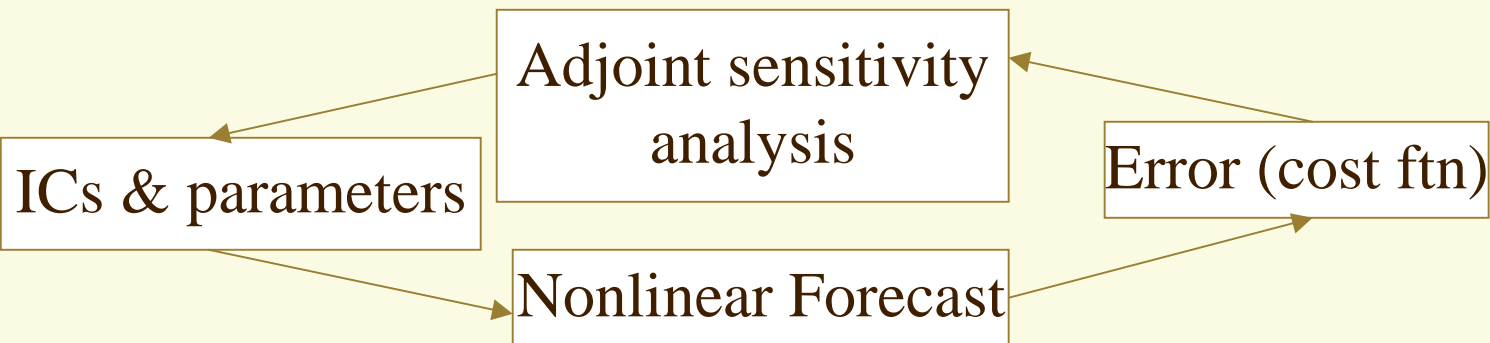 Adjoint sensitivity
analysis
ICs & parameters
Error (cost ftn)
Nonlinear Forecast